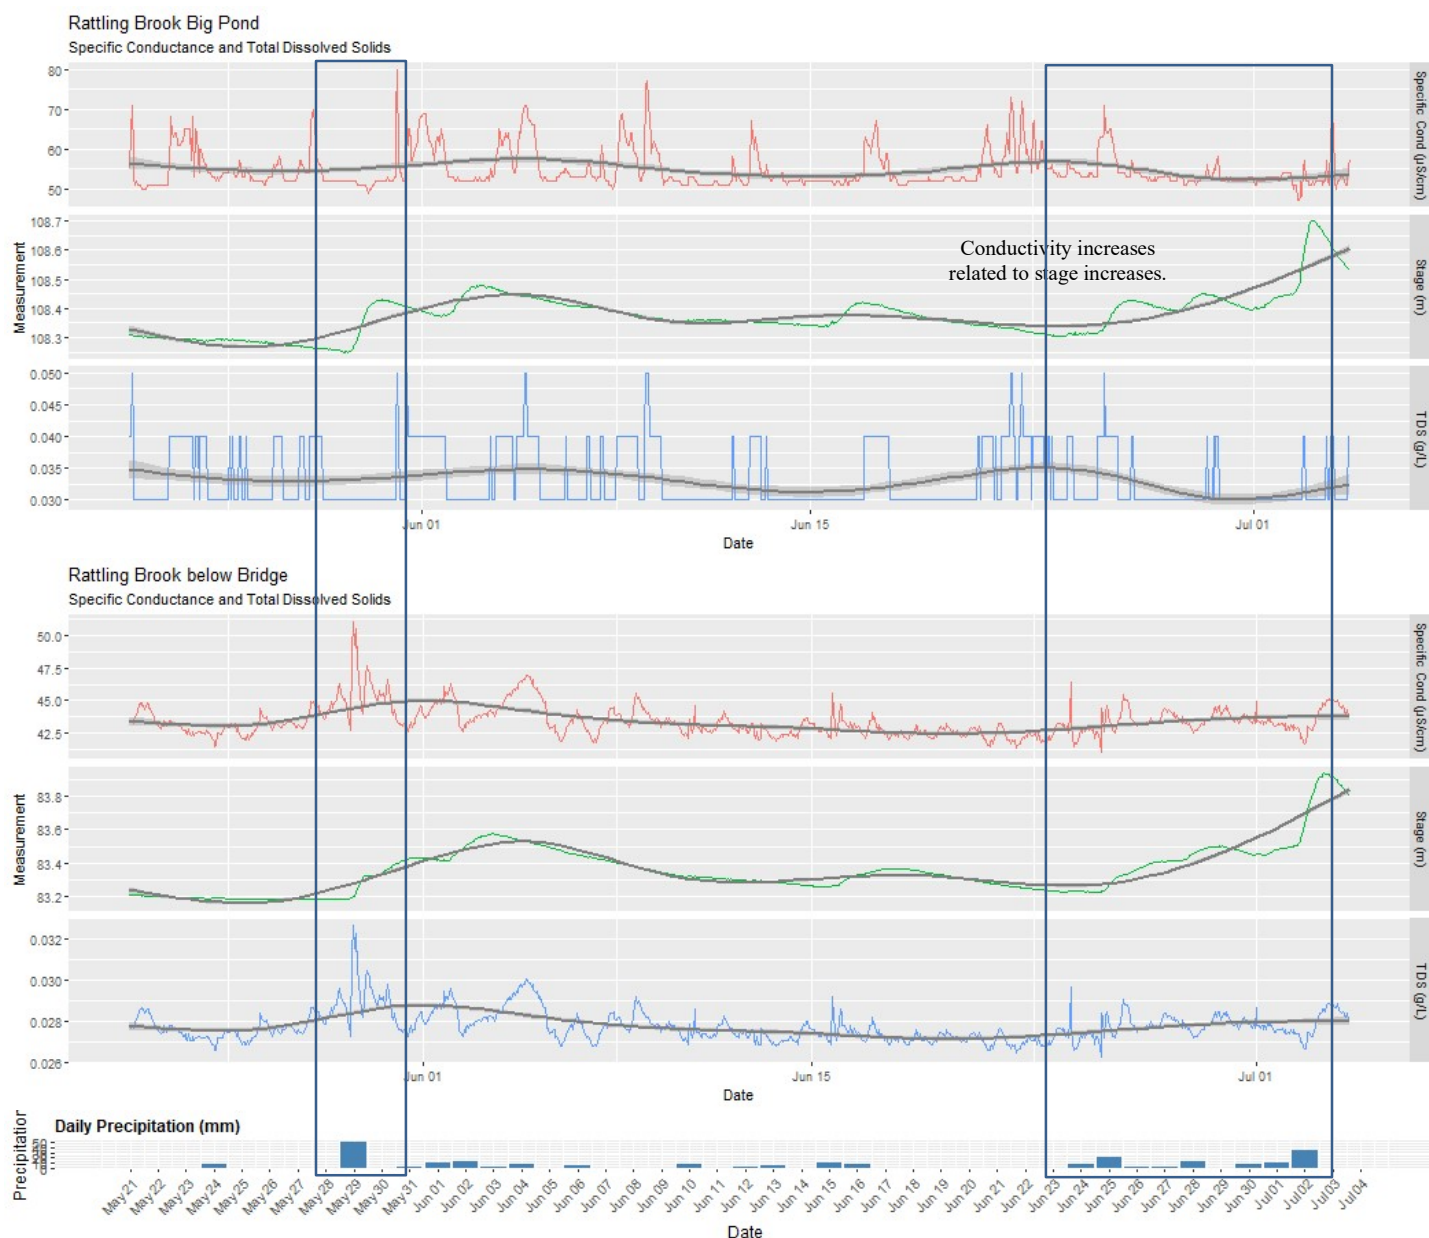 Rattling Brook Big Pond
Specific Conductance and Total Dissolved Solids
80
70
60
50
Specific Cond (µS/cm)
108.7
108.6
108.5
108.4
108.3
Measurement
Stage (m)
Conductivity increases
related to stage increases.
0.050
0.045
0.040
0.035
0.030
TDS (g/L)
Jun 01
Jun 15
Jul 01
Date
Rattling Brook below Bridge
Specific Conductance and Total Dissolved Solids
50.0
47.5
45.0
42.5
Specific Cond (µS/cm)
83.8
83.6
83.4
83.2
Measurement
Stage (m)
0.032
0.030
0.028
0.026
TDS (g/L)
Jun 01
Jun 15
Jul 01
Date
Daily Precipitation (mm)
50
Precipitation
May 21
May 22
May 23
May 24
May 25
May 26
May 27
May 28
May 29
May 30
May 31
Jun 01
Jun 02
Jun 03
Jun 04
Jun 05
Jun 06
Jun 07
Jun 08
Jun 09
Jun 10
Jun 11
Jun 12
Jun 13
Jun 14
Jun 15
Jun 16
Jun 17
Jun 18
Jun 19
Jun 20
Jun 21
Jun 22
Jun 23
Jun 24
Jun 25
Jun 26
Jun 27
Jun 28
Jun 29
Jun 30
Jul 01
Jul 02
Jul 03
Jul 04
Date